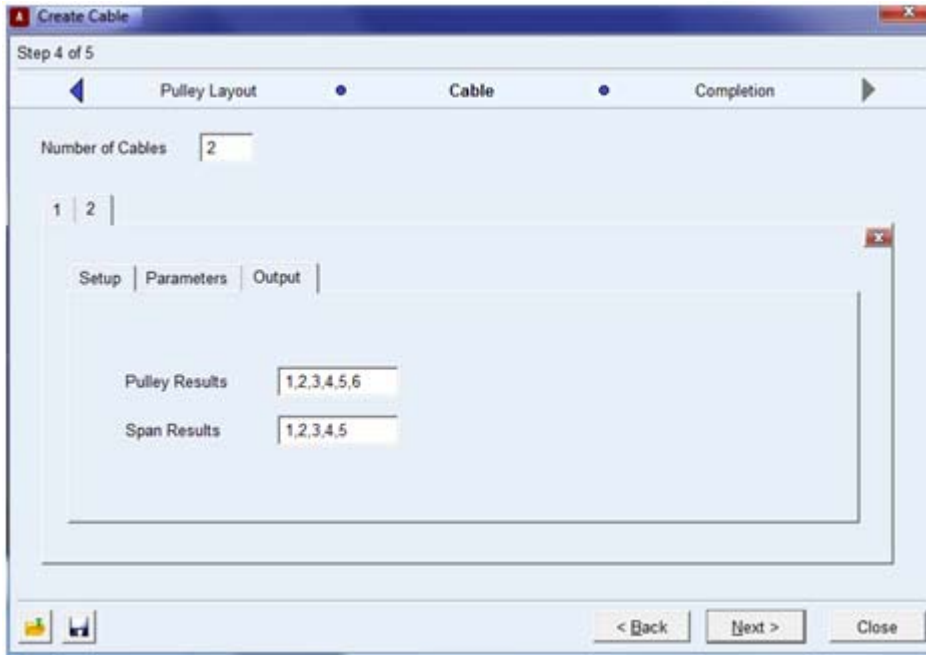 A Create Cable
Step 4 of 5
Pulley Layout Cable Completion
Number of Cables 2
1 2
Setup Parameters Output
Pulley Results 1,2,3,4,5,6
Span Results 1,2,3,4,5
< Back Next > Close